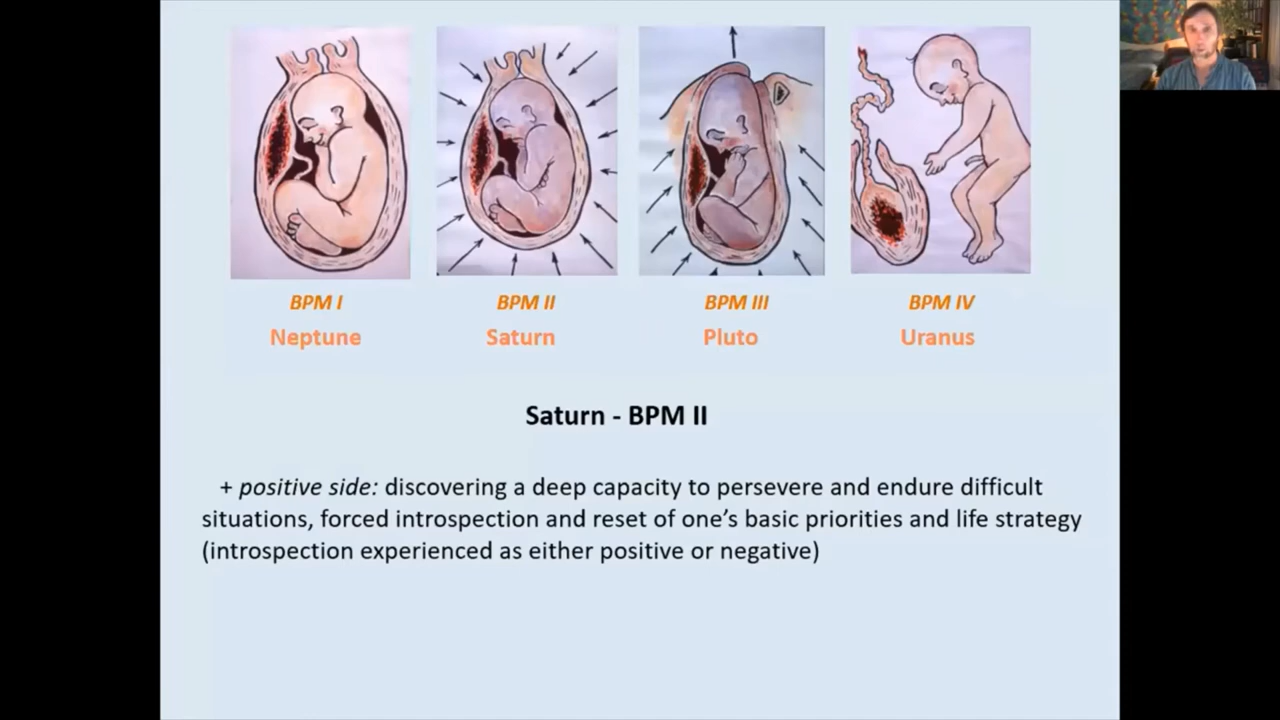 BPM I BPM II BPM III BPM IV
Neptune Saturn Pluto Uranus
Saturn - BPM II
+ positive side: discovering a deep capacity to persevere and endure difficult
situations, forced introspection and reset of one’s basic priorities and life strategy
(introspection experienced as either positive or negative)